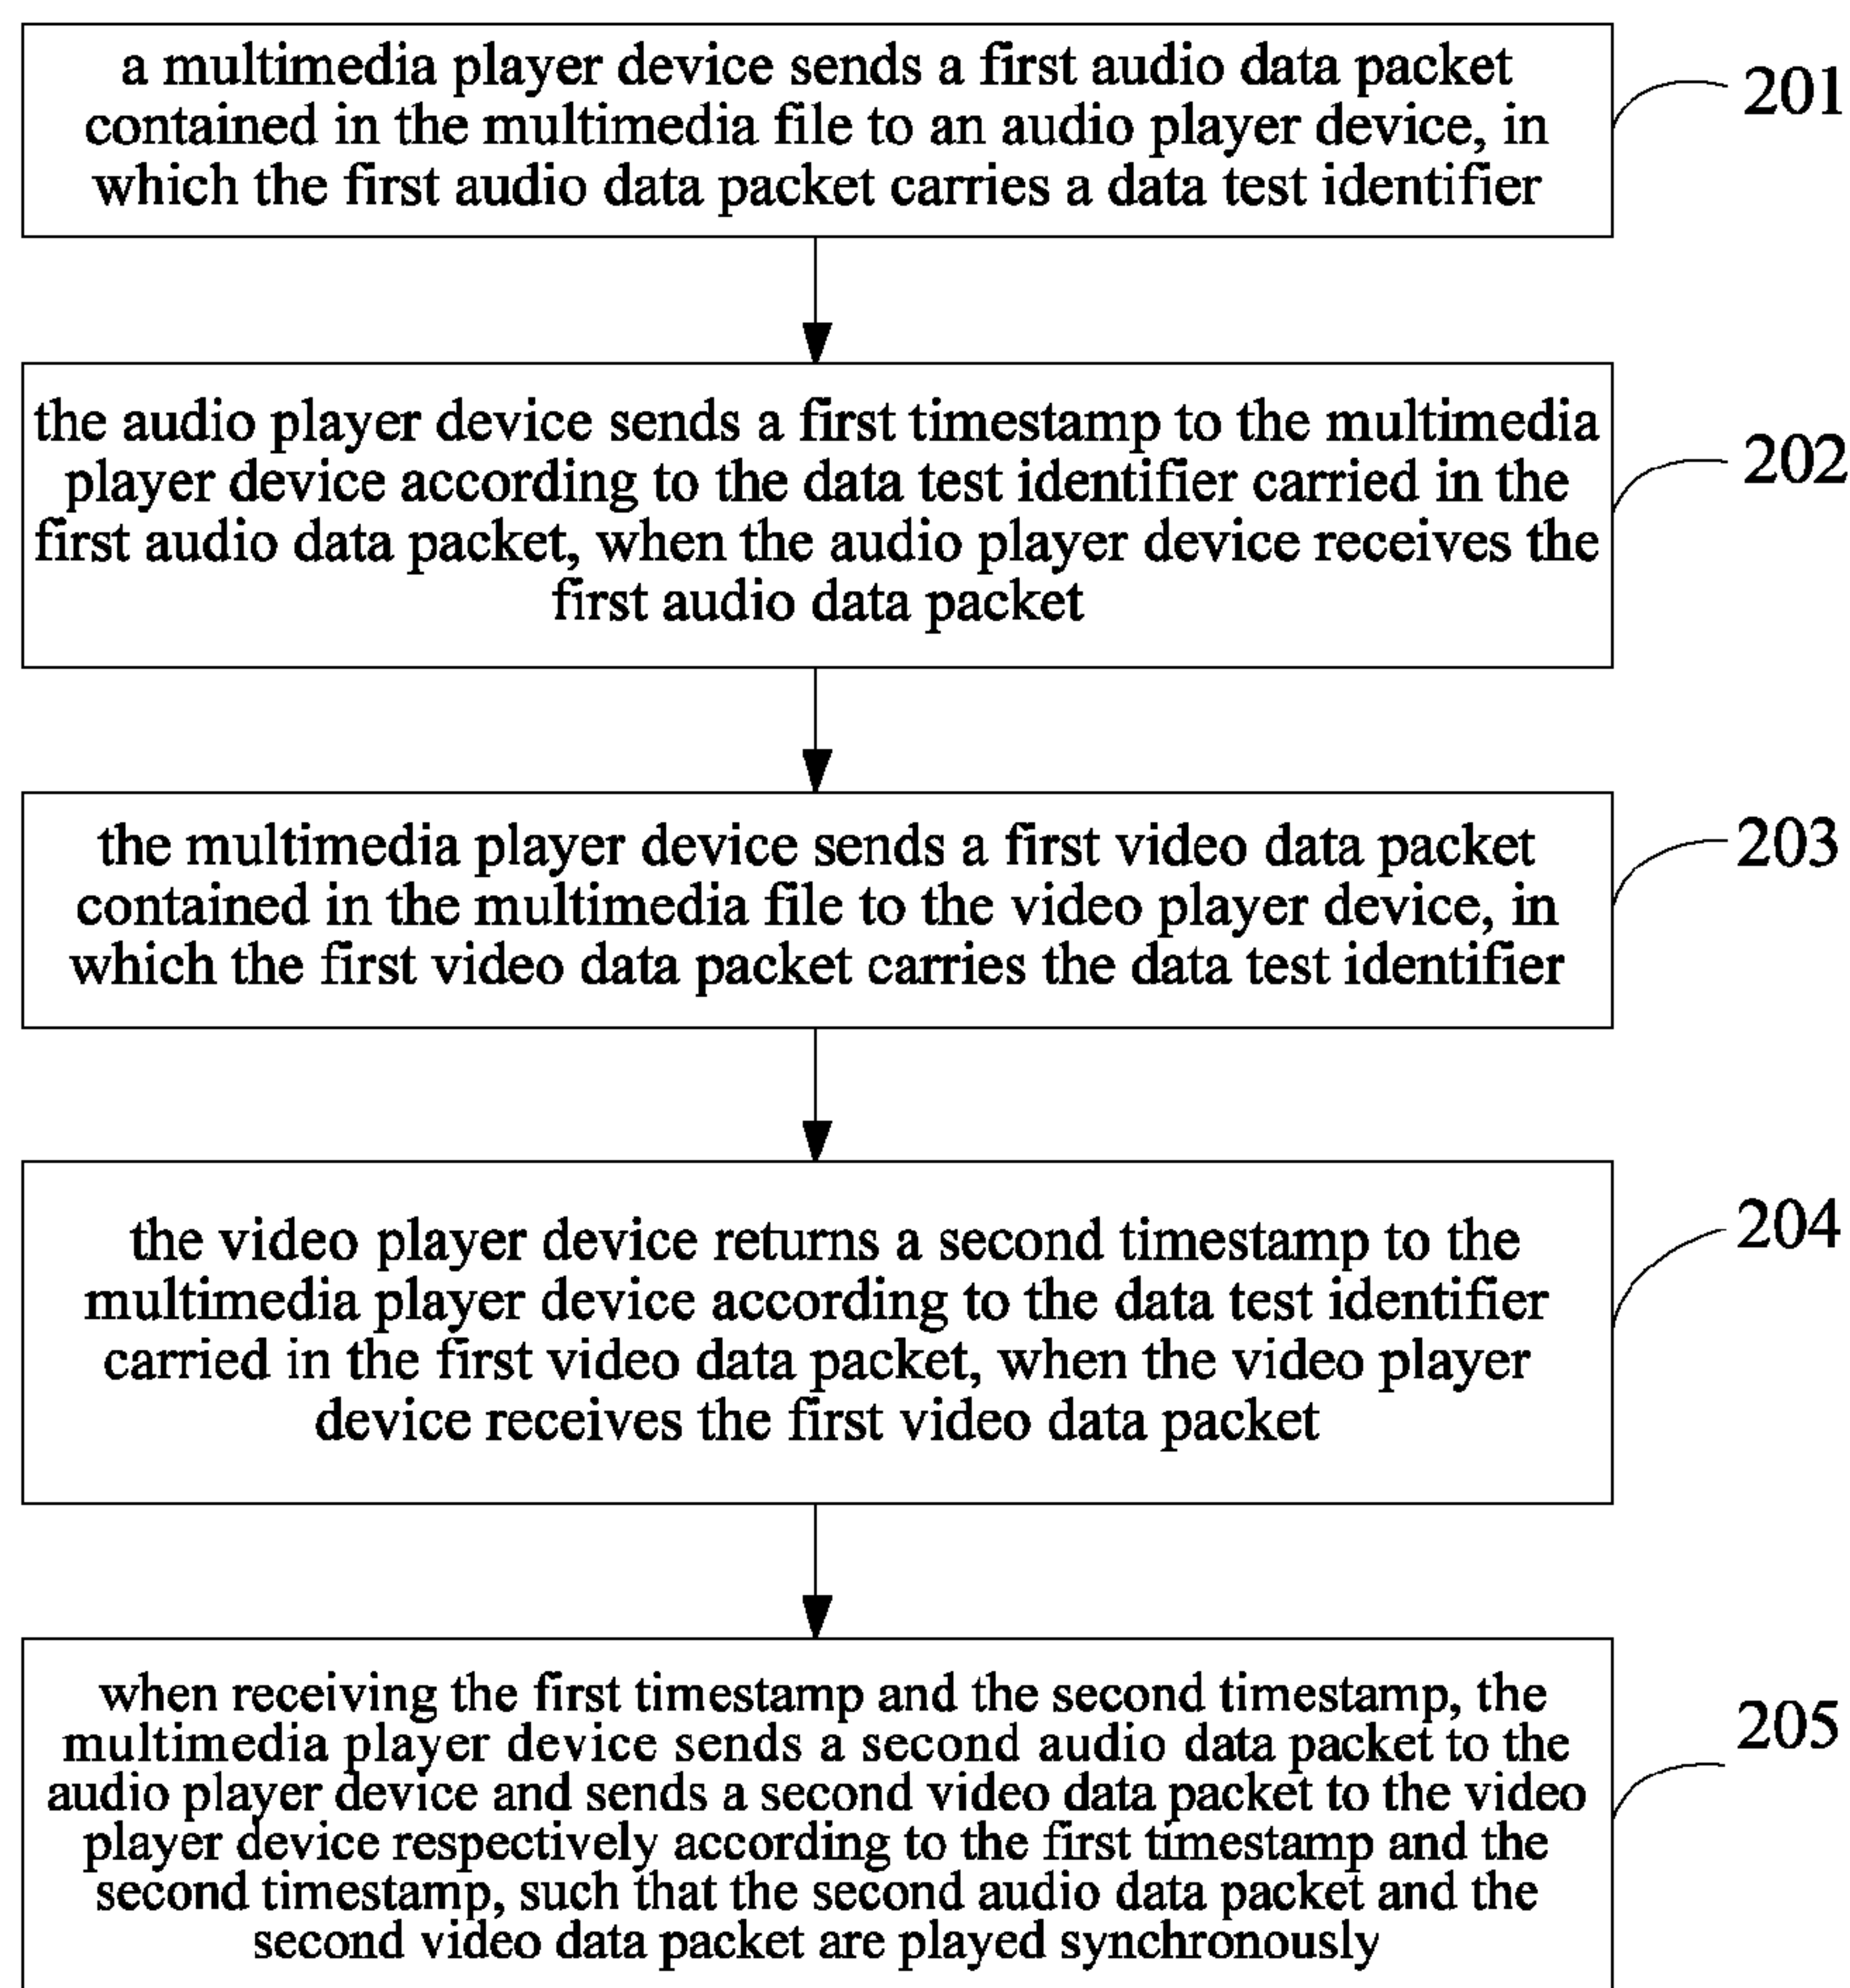 a multimedia player device sends a first audio data packet
contained in the multimedia file to an audio player device, in
which the first audio data packet carries a data test identifier
201
the audio player device sends a first timestamp to the multimedia
player device according to the data test identifier carried in the
first audio data packet, when the audio player device receives the
first audio data packet
202
the multimedia player device sends a first video data packet
contained in the multimedia file to the video player device, in
which the first video data packet carries the data test identifier
203
the video player device returns a second timestamp to the
multimedia player device according to the data test identifier
carried in the first video data packet, when the video player
device receives the first video data packet
204
when receiving the first timestamp and the second timestamp, the
multimedia player device sends a second audio data packet to the
audio player device and sends a second video data packet to the video
player device respectively according to the first timestamp and the
second timestamp, such that the second audio data packet and the
second video data packet are played synchronously
205